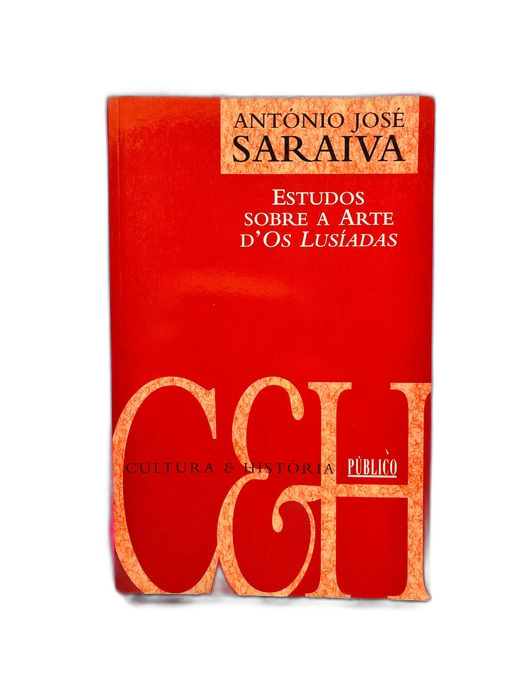 ANTÓNIO JOSÉ
SARAIVA
ESTUDOS
SOBRE A ARTE
D'OS LUSÍADAS
C&H
CULTURA & HISTÓRIA
PÚBLICO